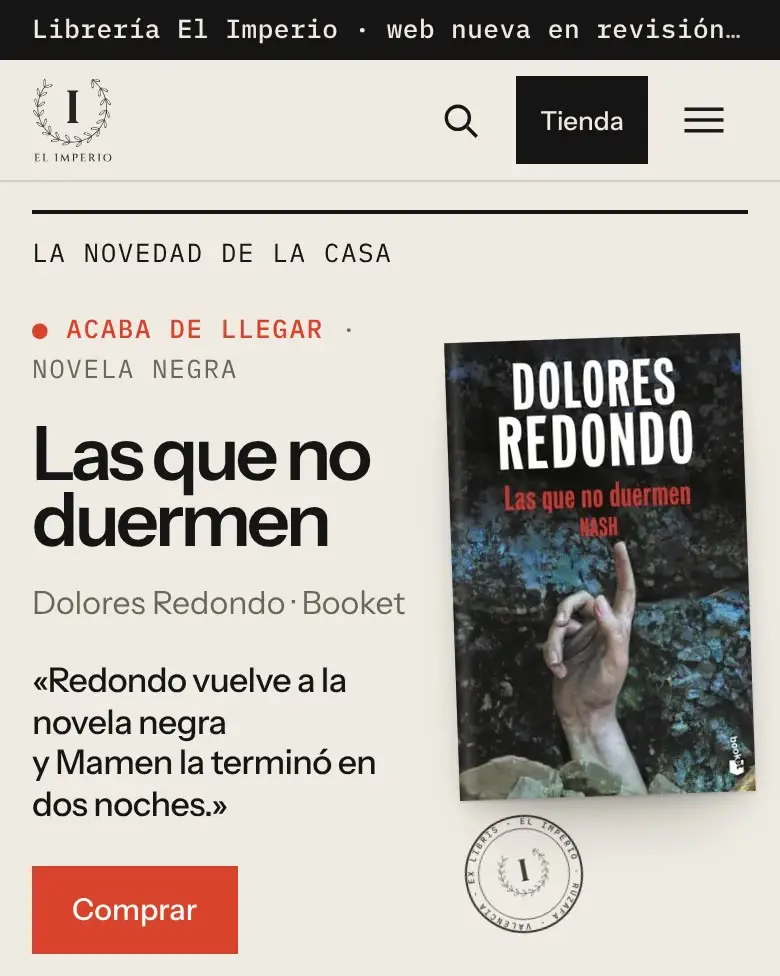 Librería El Imperio · web nueva en revisión…
I
EL IMPERIO
Tienda
LA NOVEDAD DE LA CASA
ACABA DE LLEGAR ·
NOVELA NEGRA
Las que no
duermen
Dolores Redondo · Booket
«Redondo vuelve a la
novela negra
y Mamen la terminó en
dos noches.»
Comprar
DOLORES
REDONDO
Las que no duermen
NASH
booket
EX LIBRIS · EL IMPERIO · RUZAFA · VALENCIA ·
I